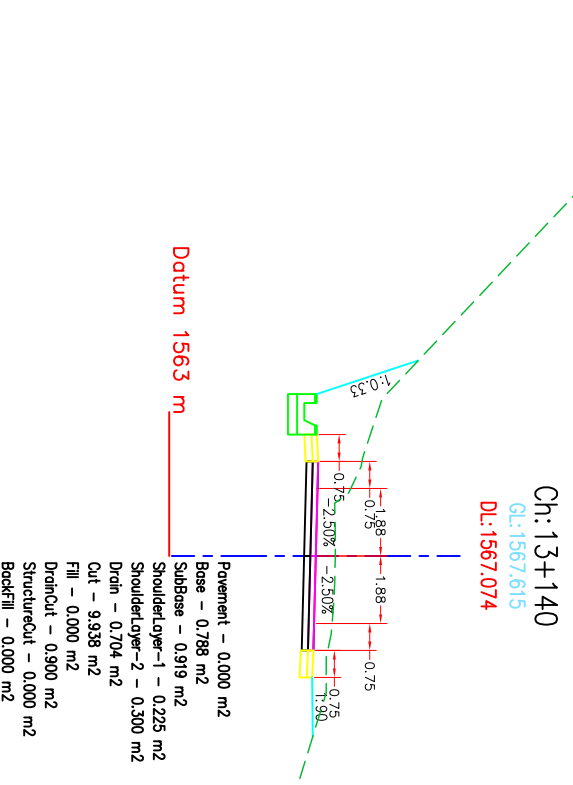 Ch:13+140
GL:1567.615
DL:1567.074
1:0.33
0.75
0.75
1.88
1.88
0.75
0.75
-2.50%
-2.50%
1:90
Datum 1563 m
Pavement - 0.000 m2
Base - 0.788 m2
SubBase - 0.919 m2
ShoulderLayer-1 - 0.225 m2
ShoulderLayer-2 - 0.300 m2
Drain - 0.704 m2
Cut - 9.938 m2
Fill - 0.000 m2
DrainCut - 0.900 m2
StructureCut - 0.000 m2
BackFill - 0.000 m2